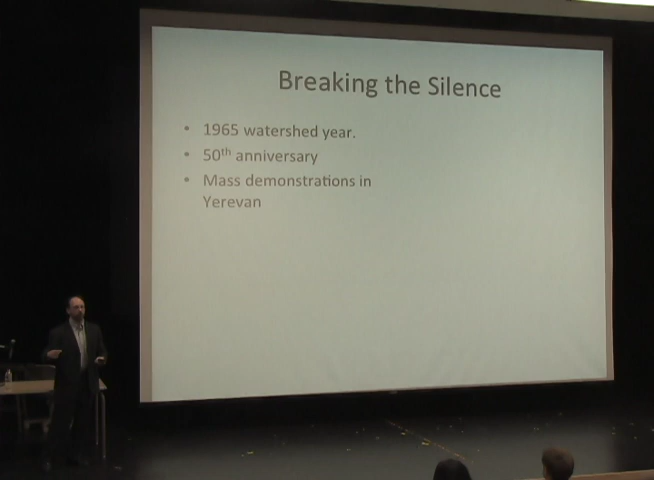 Breaking the Silence
• 1965 watershed year.
• 50th anniversary
• Mass demonstrations in
Yerevan